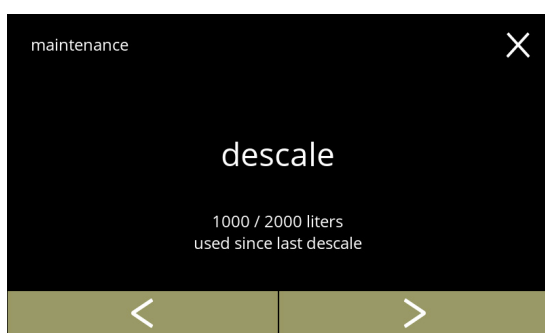 maintenance
descale
1000 / 2000 liters
used since last descale